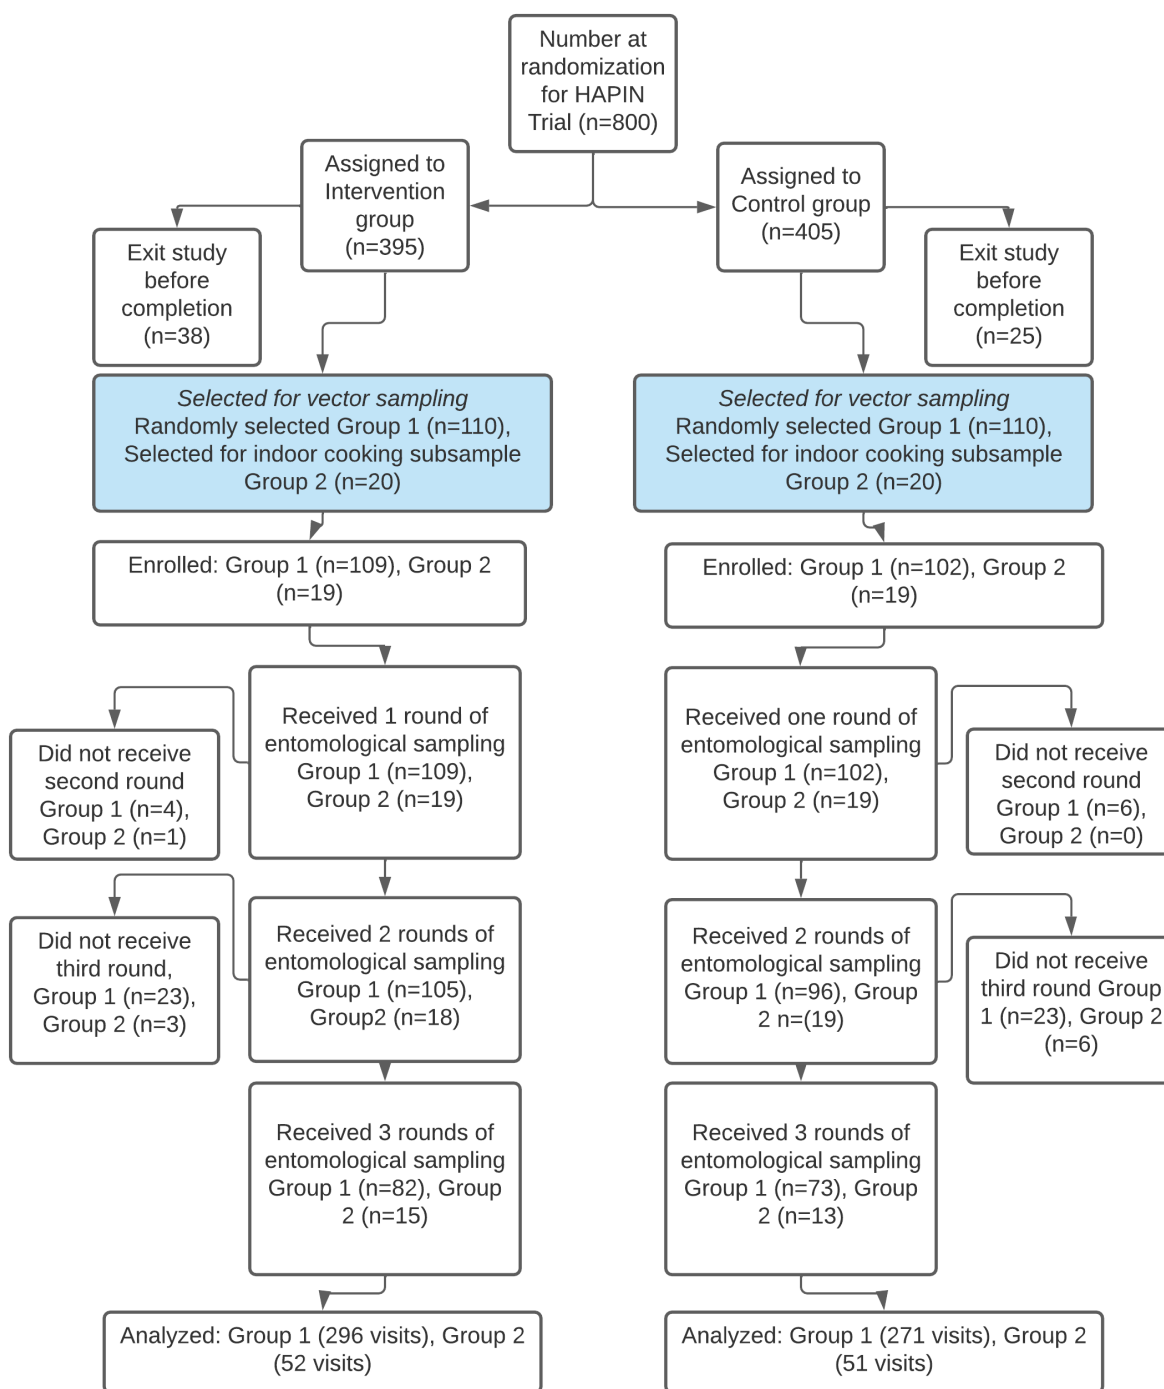 Number at
randomization
for HAPIN
Trial (n=800)
Assigned to
Intervention
group
(n=395)
Assigned to
Control group
(n=405)
Exit study
before
completion
(n=38)
Exit study
before
completion
(n=25)
Selected for vector sampling
Randomly selected Group 1 (n=110),
Selected for indoor cooking subsample
Group 2 (n=20)
Selected for vector sampling
Randomly selected Group 1 (n=110),
Selected for indoor cooking subsample
Group 2 (n=20)
Enrolled: Group 1 (n=109), Group 2
(n=19)
Enrolled: Group 1 (n=102), Group 2
(n=19)
Received 1 round of
entomological sampling
Group 1 (n=109),
Group 2 (n=19)
Received one round of
entomological sampling
Group 1 (n=102),
Group 2 (n=19)
Did not receive
second round
Group 1 (n=4),
Group 2 (n=1)
Did not receive
second round
Group 1 (n=6),
Group 2 (n=0)
Received 2 rounds of
entomological sampling
Group 1 (n=105),
Group2 (n=18)
Received 2 rounds of
entomological sampling
Group 1 (n=96), Group
2 n=(19)
Did not receive
third round,
Group 1 (n=23),
Group 2 (n=3)
Did not receive
third round Group
1 (n=23), Group 2
(n=6)
Received 3 rounds of
entomological sampling
Group 1 (n=82), Group
2 (n=15)
Received 3 rounds of
entomological sampling
Group 1 (n=73), Group
2 (n=13)
Analyzed: Group 1 (296 visits), Group 2
(52 visits)
Analyzed: Group 1 (271 visits), Group 2
(51 visits)